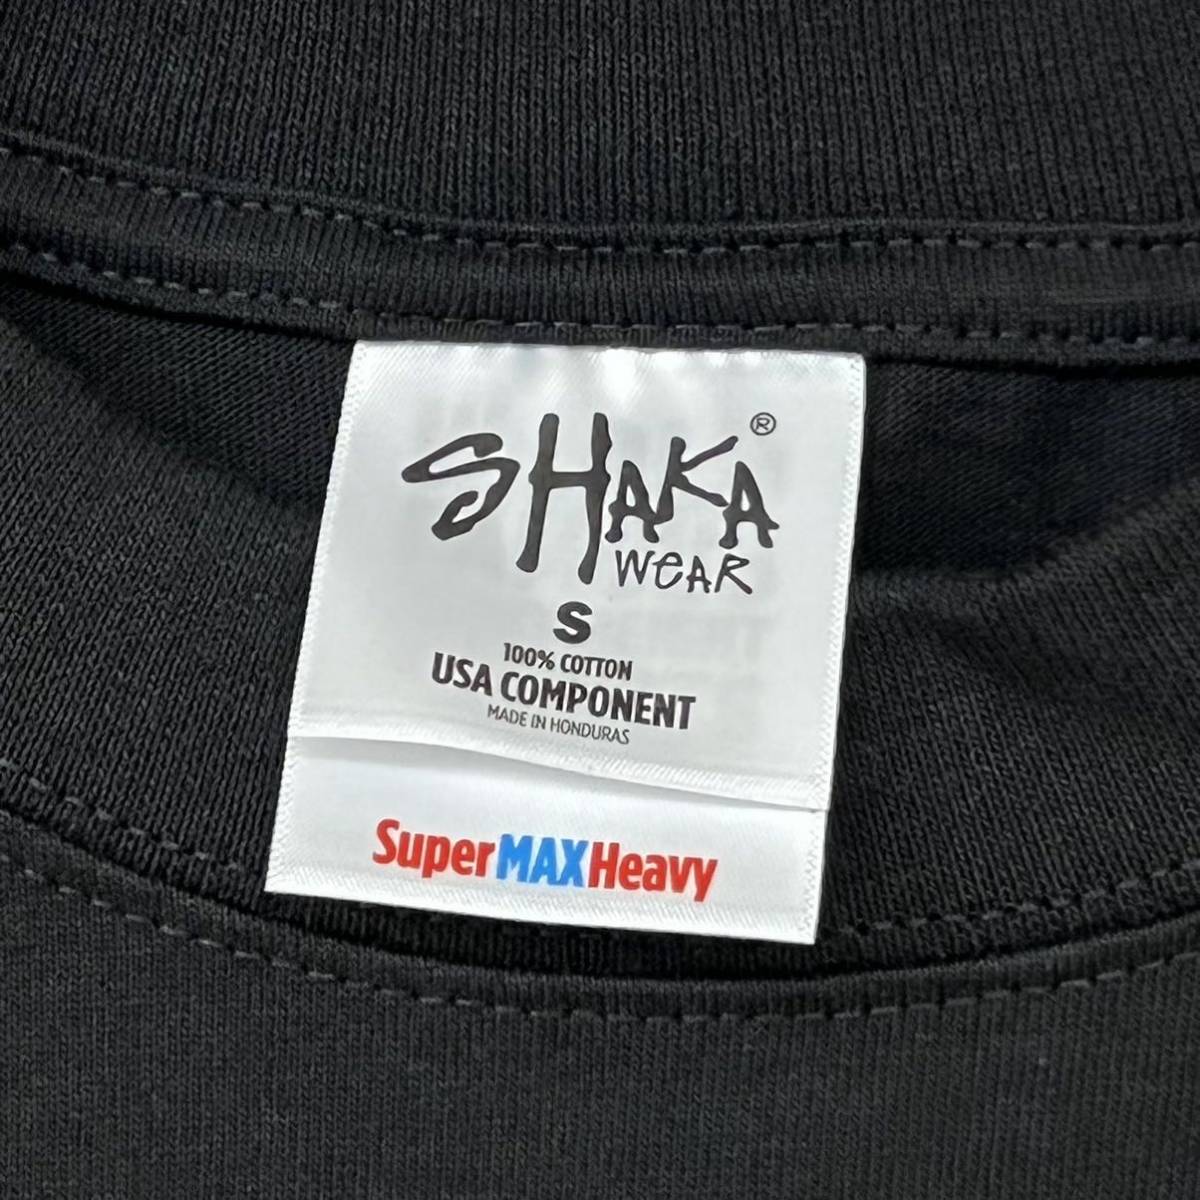 SHAKA ®
WEAR
S
100% COTTON
USA COMPONENT
MADE IN HONDURAS
SuperMAXHeavy